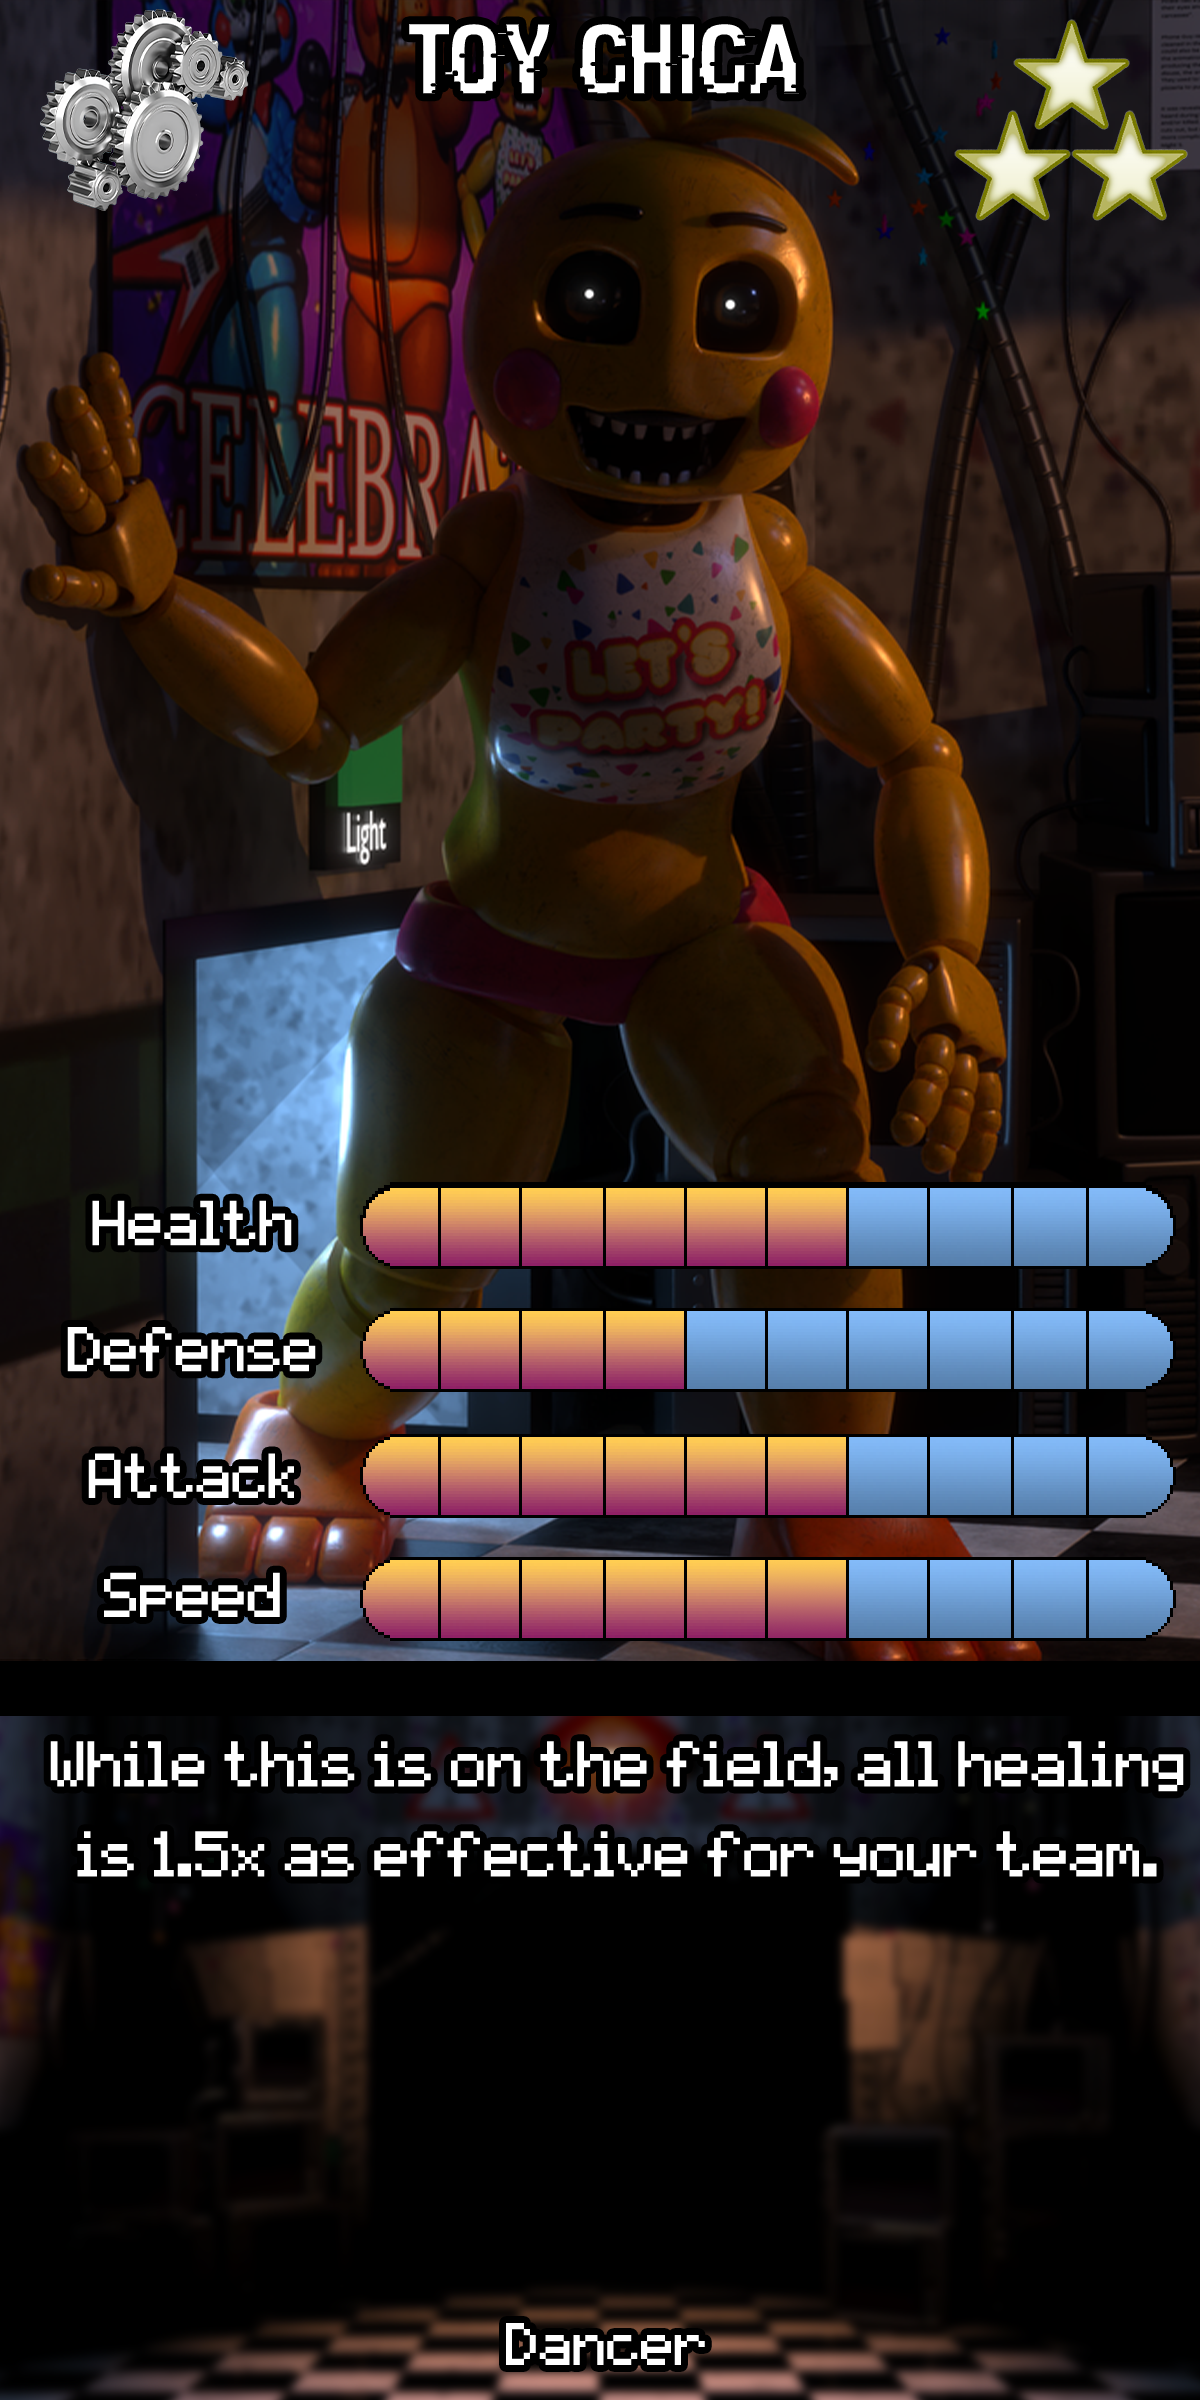 TOY CHICA
CELEBRA
LET'S
PARTY!
Light
Health
Defense
Attack
Speed
While this is on the field, all healing
is 1.5x as effective for your team.
Dancer